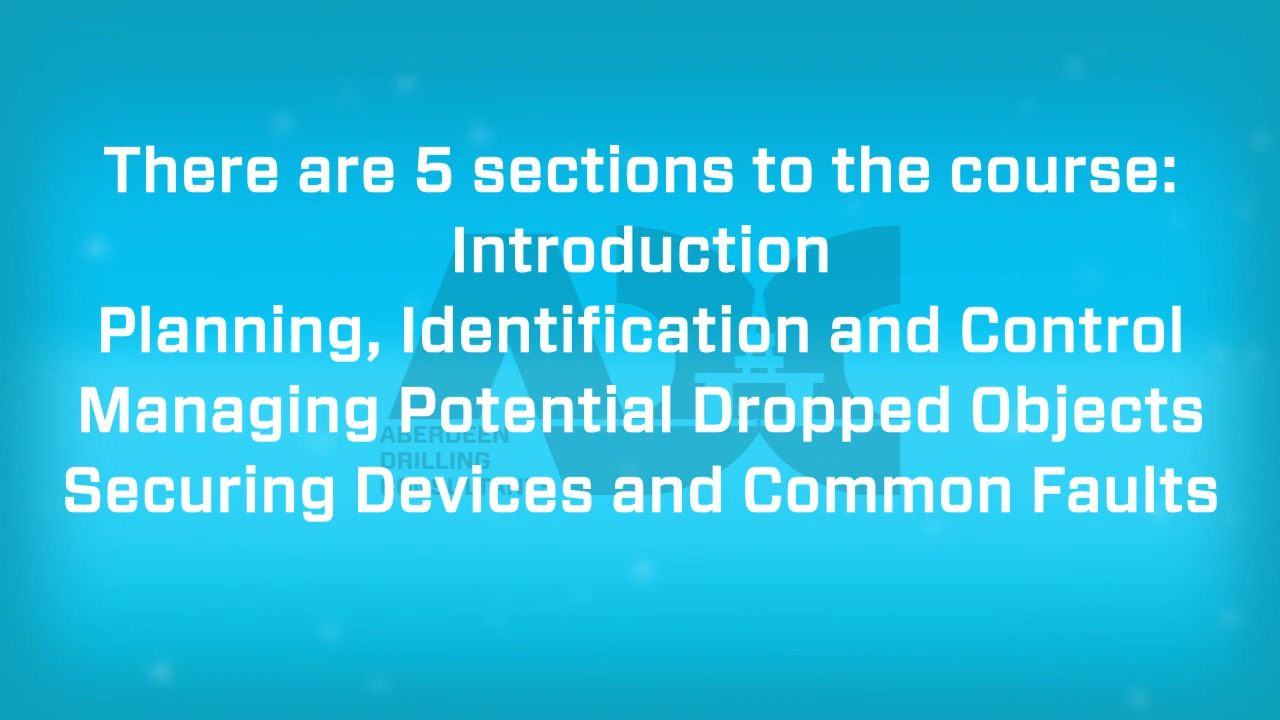 There are 5 sections to the course:
Introduction
Planning, Identification and Control
Managing Potential Dropped Objects
Securing Devices and Common Faults
ABERDEEN
DRILLING